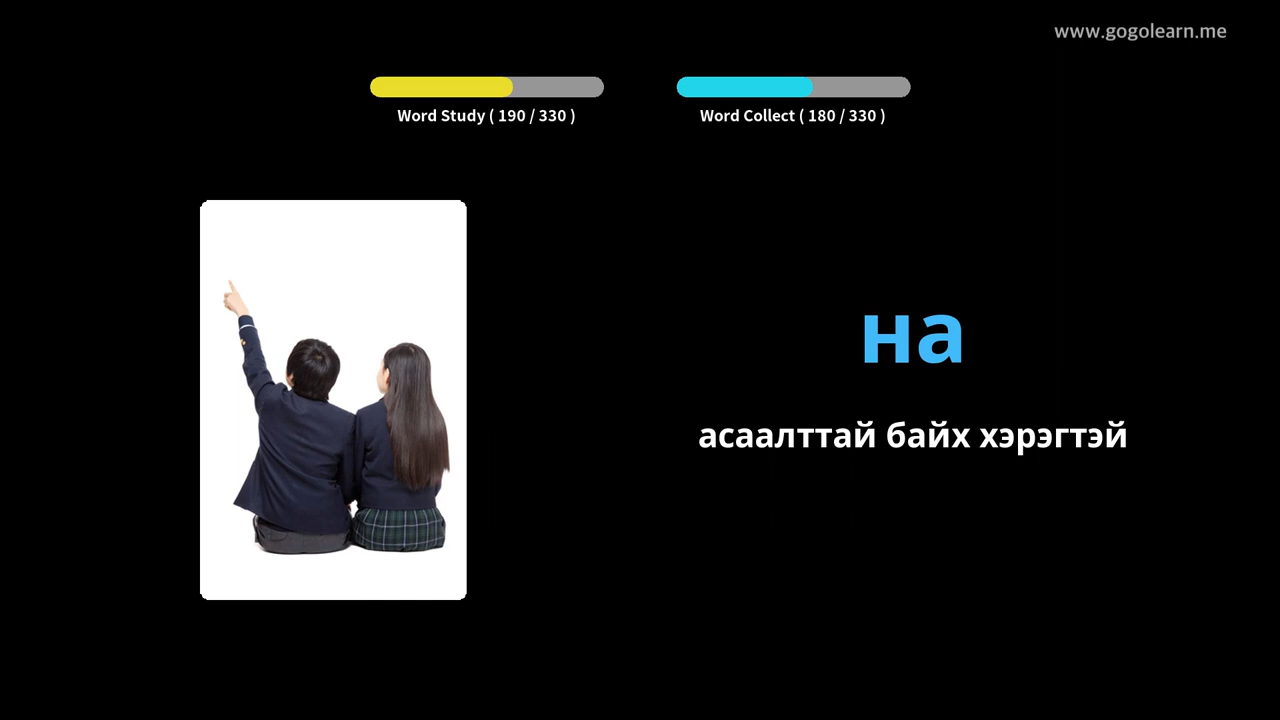 www.gogolearn.me
Word Study ( 190 / 330 )
Word Collect ( 180 / 330 )
на
асаалттай байх хэрэгтэй